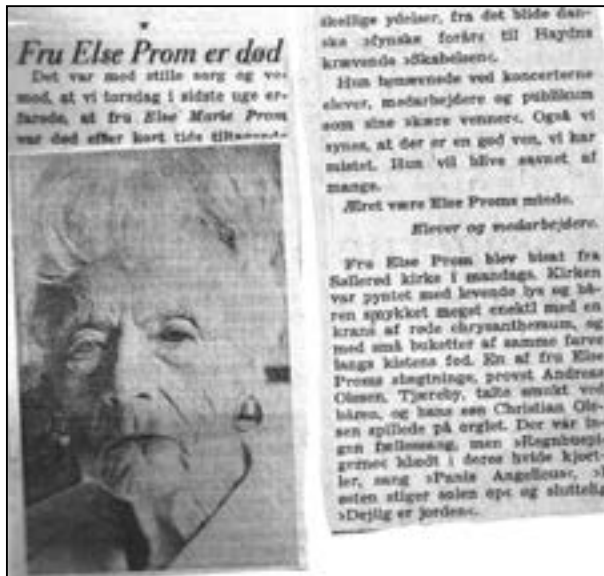 Fru Else Prom er død
Det var med stille sorg og ve-
mod, at vi torsdag i sidste uge er-
farede, at fru Else Marie Prom
var død efter kort tids tiltagende
skellige ydelser, fra det blide dan-
ske »fynske forår« til Haydns
krævende »Skabelsen«.
Hun benævnede ved koncerterne
elever, medarbejdere og publikum
som sine »kære venner«. Også vi
synes, at der er en god ven, vi har
mistet. Hun vil blive savnet af
mange.
Æret være Else Proms minde.
Elever og medarbejdere.
Fru Else Prom blev bisat fra
Søllerød kirke i mandags. Kirken
var pyntet med levende lys og bå-
ren smykket meget enkelt med en
krans af røde chrysanthemum, og
med små buketter af samme farve
langs kistens fod. En af fru Else
Proms slægtninge, provst Andreas
Olesen, Tjæreby, talte smukt ved
båren, og hans søn Christian Ole-
sen spillede på orglet. Der var in-
gen fællessang, men »Regnbuepi-
gerne« klædt i deres hvide kjort-
ler, sang »Panis Angelicus«, »I
østen stiger solen op« og sluttelig
»Dejlig er jorden«.